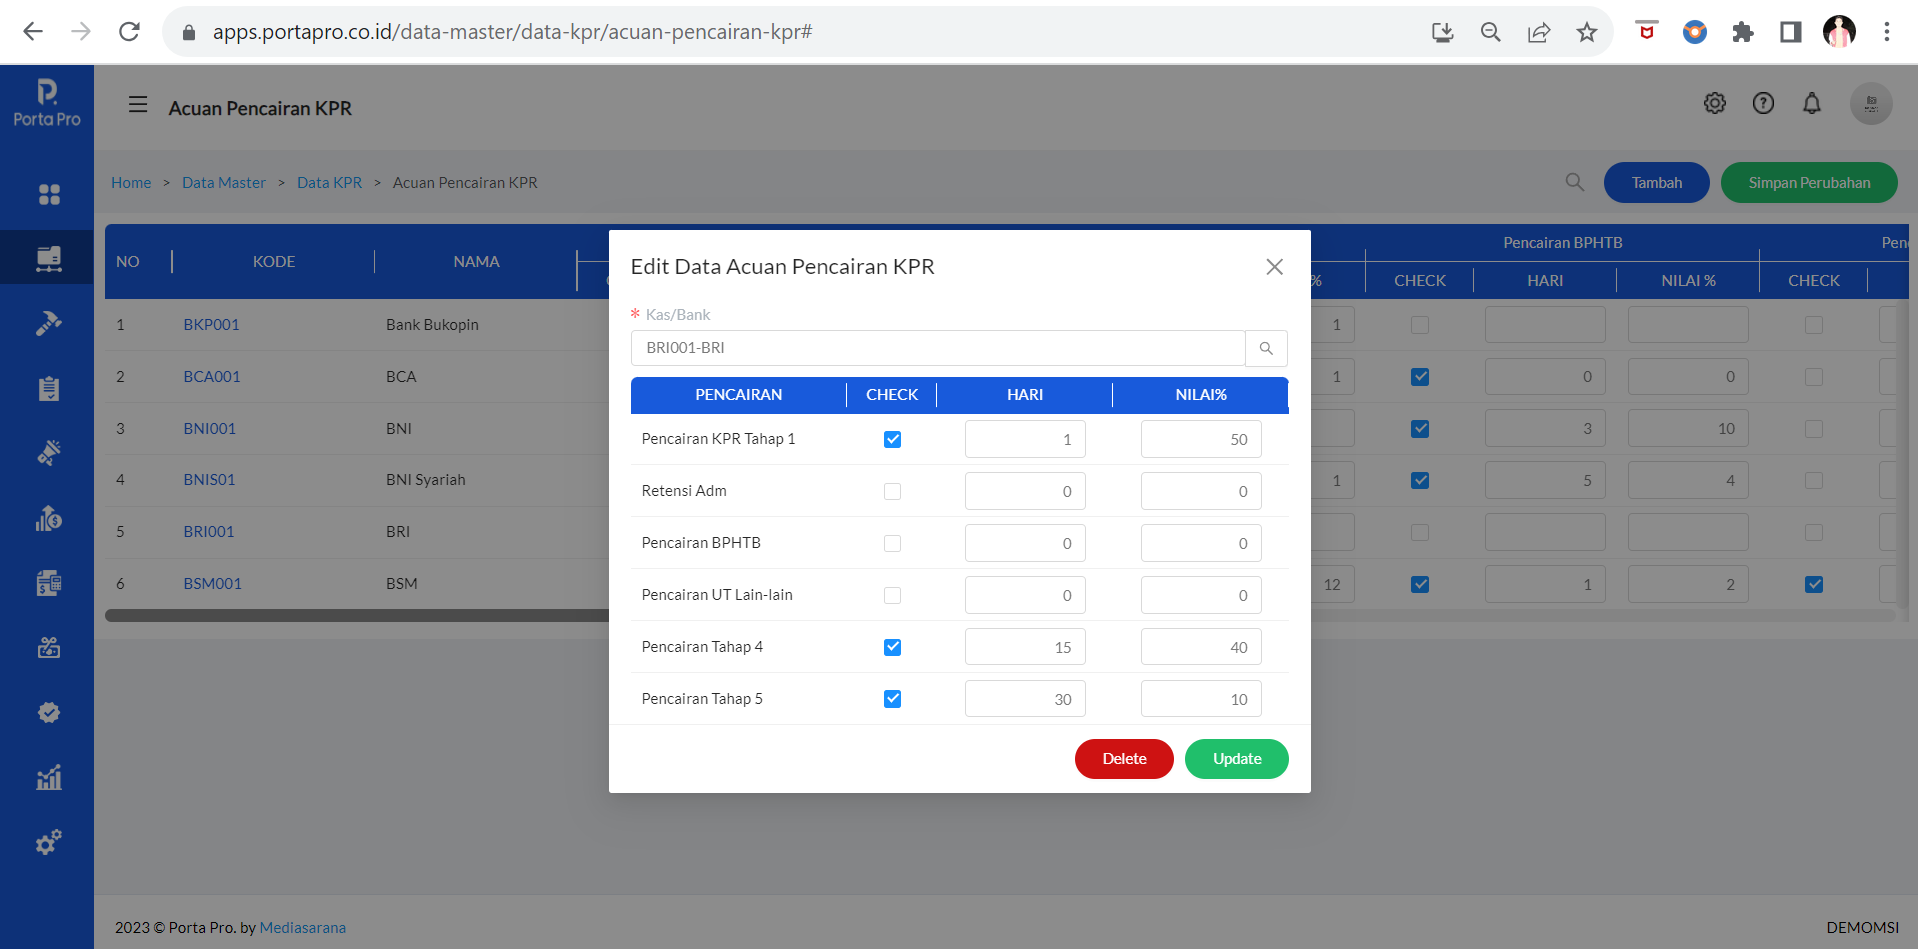 apps.portapro.co.id/data-master/data-kpr/acuan-pencairan-kpr#
Porta Pro
Acuan Pencairan KPR
Home > Data Master > Data KPR > Acuan Pencairan KPR
Tambah
Simpan Perubahan
NO KODE NAMA
Pencairan BPHTB
% CHECK HARI NILAI % CHECK
1 BKP001 Bank Bukopin 1
2 BCA001 BCA 1 0 0
3 BNI001 BNI 3 10
4 BNIS01 BNI Syariah 1 5 4
5 BRI001 BRI
6 BSM001 BSM 12 1 2
Edit Data Acuan Pencairan KPR
* Kas/Bank
BRI001-BRI
PENCAIRAN CHECK HARI NILAI%
Pencairan KPR Tahap 1 1 50
Retensi Adm 0 0
Pencairan BPHTB 0 0
Pencairan UT Lain-lain 0 0
Pencairan Tahap 4 15 40
Pencairan Tahap 5 30 10
Delete
Update
2023 © Porta Pro. by Mediasarana
DEMOMSI